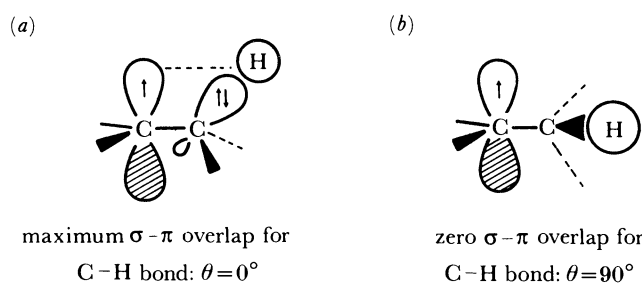 (a)
(b)
H
↑
↑↓
C
C
↑
C
C
H
maximum σ-π overlap for
C-H bond: θ=0°
zero σ-π overlap for
C-H bond: θ=90°